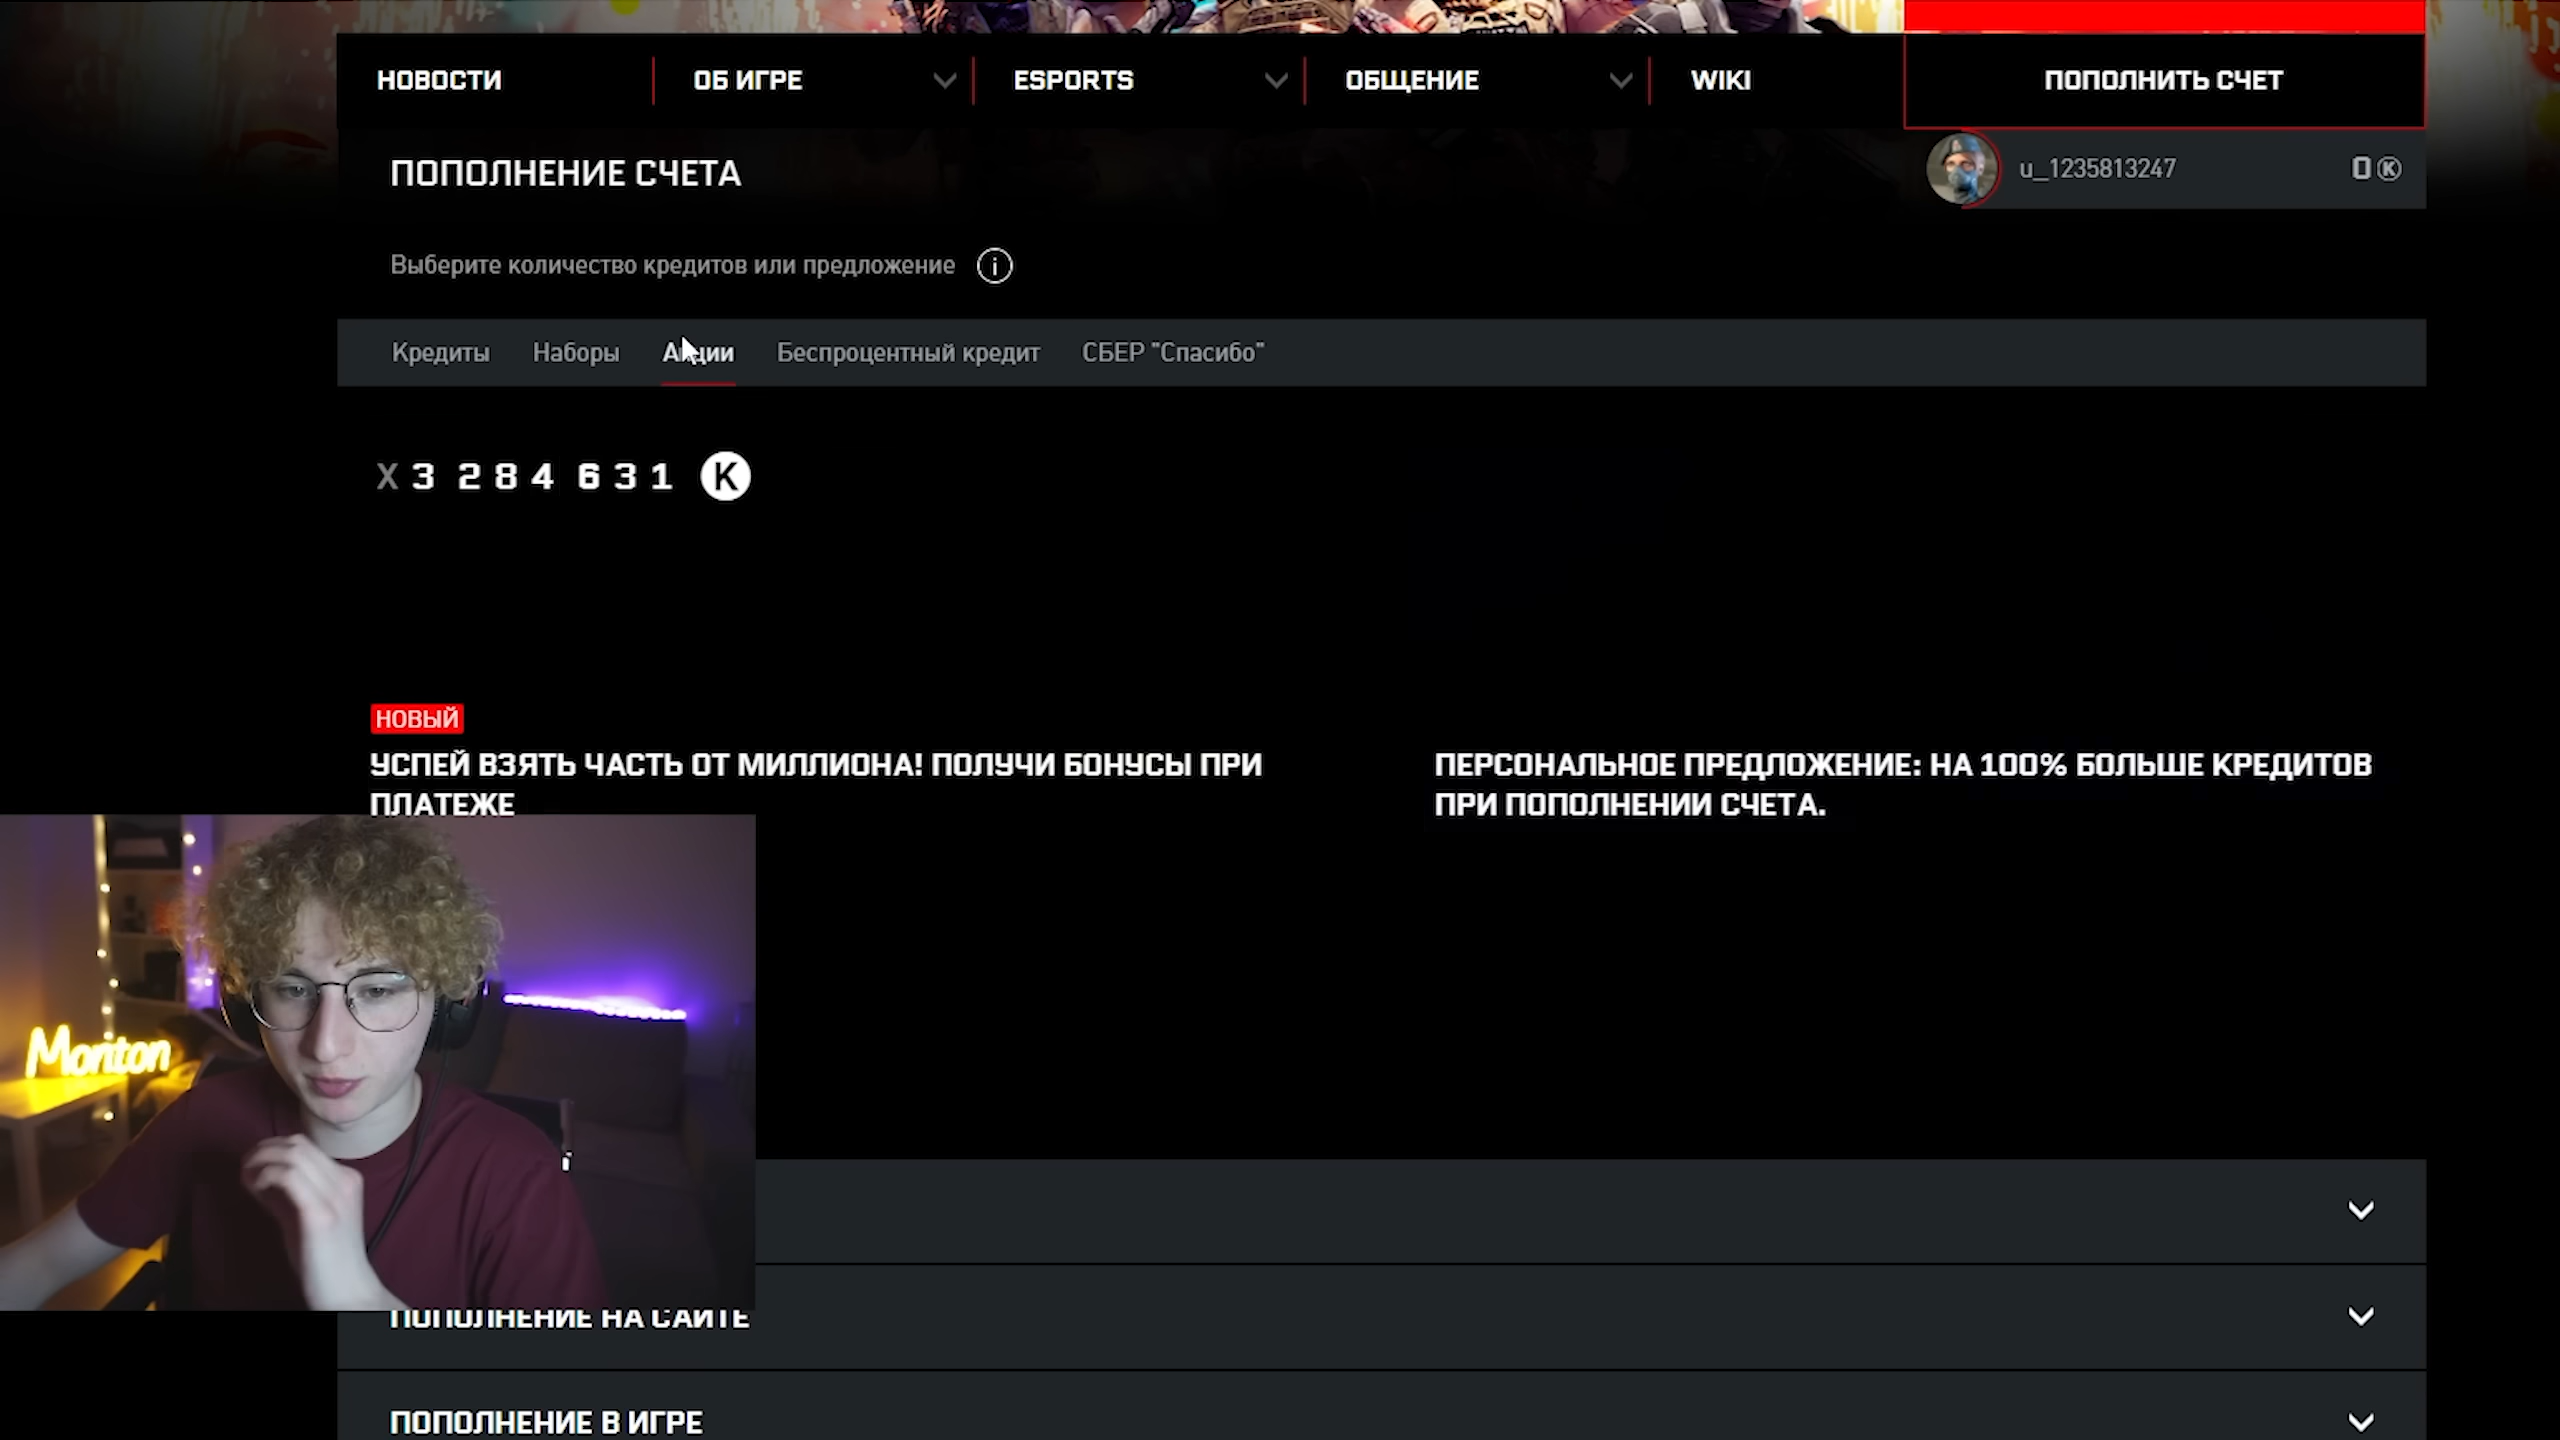 НОВОСТИ
ОБ ИГРЕ
ESPORTS
ОБЩЕНИЕ
WIKI
ПОПОЛНИТЬ СЧЕТ
ПОПОЛНЕНИЕ СЧЕТА
u_1235813247
0 K
Выберите количество кредитов или предложение i
Кредиты
Наборы
Акции
Беспроцентный кредит
СБЕР "Спасибо"
X 3 284 631 K
НОВЫЙ
УСПЕЙ ВЗЯТЬ ЧАСТЬ ОТ МИЛЛИОНА! ПОЛУЧИ БОНУСЫ ПРИ
ПЛАТЕЖЕ
ПЕРСОНАЛЬНОЕ ПРЕДЛОЖЕНИЕ: НА 100% БОЛЬШЕ КРЕДИТОВ
ПРИ ПОПОЛНЕНИИ СЧЕТА.
Moriton
ПОПОЛНЕНИЕ НА САЙТЕ
ПОПОЛНЕНИЕ В ИГРЕ